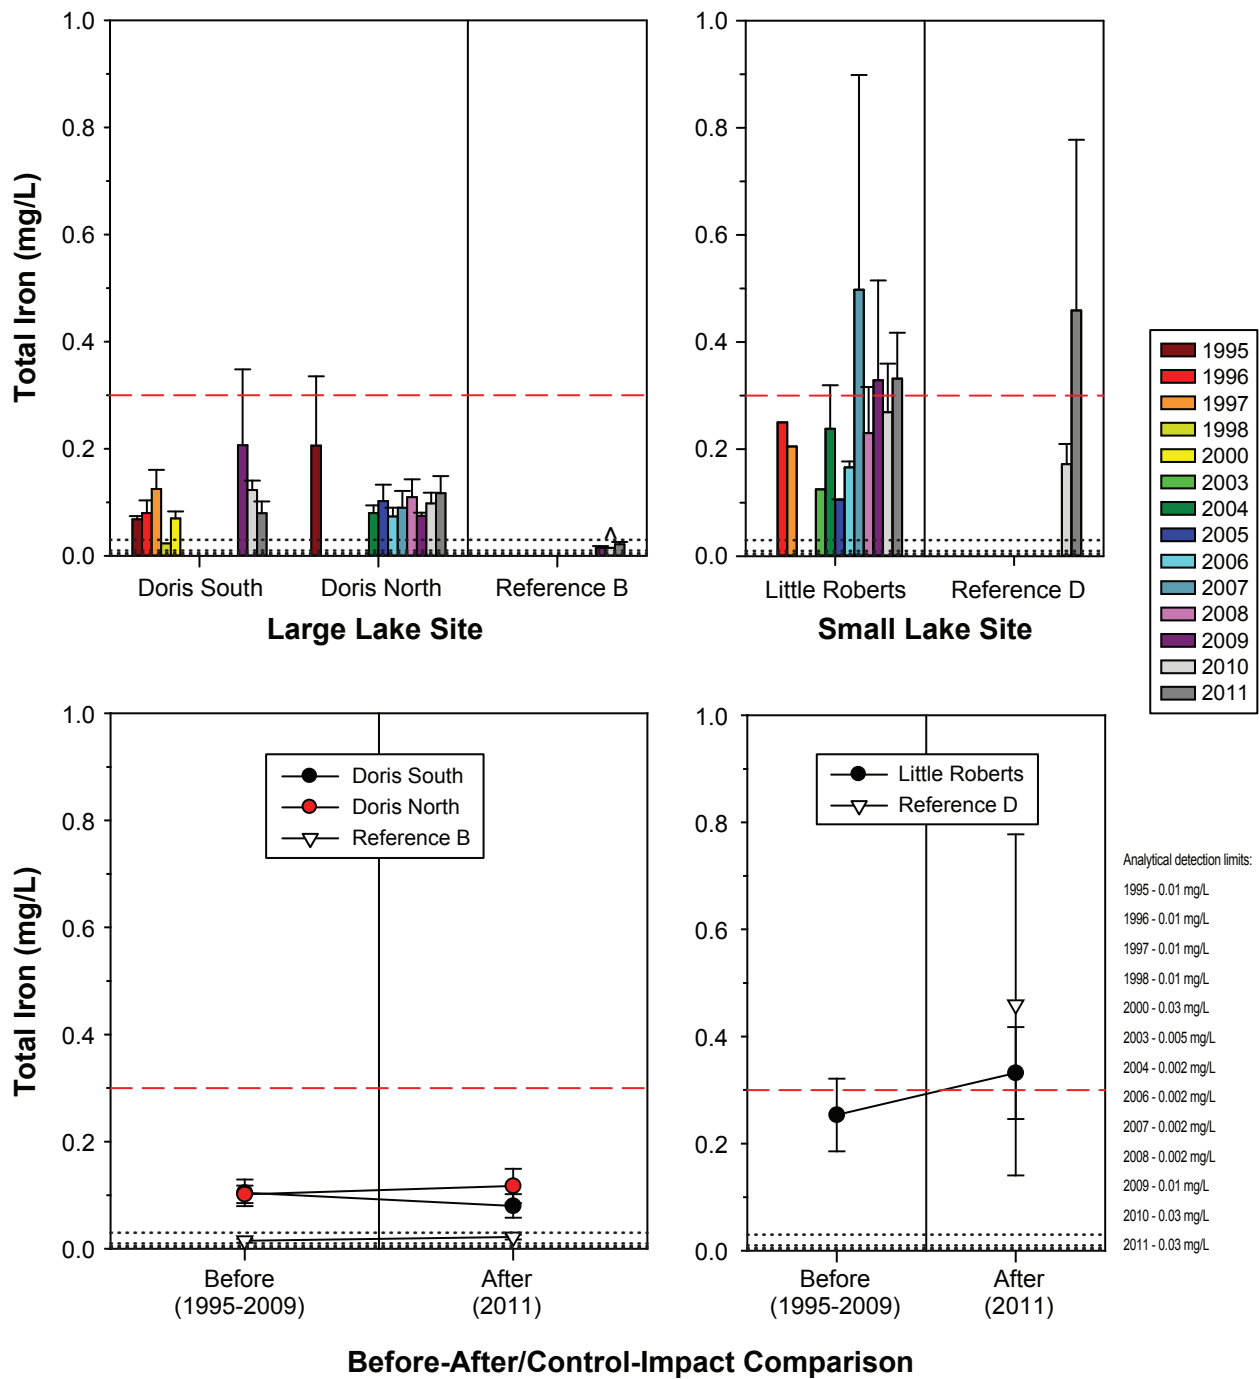 Total Iron (mg/L)
1.0
0.8
0.6
0.4
0.2
0.0
Doris South
Doris North
Reference B
Large Lake Site
^
1.0
0.8
0.6
0.4
0.2
0.0
Little Roberts
Reference D
Small Lake Site
1995
1996
1997
1998
2000
2003
2004
2005
2006
2007
2008
2009
2010
2011
Total Iron (mg/L)
1.0
0.8
0.6
0.4
0.2
0.0
Doris South
Doris North
Reference B
Before
(1995-2009)
After
(2011)
1.0
0.8
0.6
0.4
0.2
0.0
Little Roberts
Reference D
Before
(1995-2009)
After
(2011)
Analytical detection limits:
1995 - 0.01 mg/L
1996 - 0.01 mg/L
1997 - 0.01 mg/L
1998 - 0.01 mg/L
2000 - 0.03 mg/L
2003 - 0.005 mg/L
2004 - 0.002 mg/L
2006 - 0.002 mg/L
2007 - 0.002 mg/L
2008 - 0.002 mg/L
2009 - 0.01 mg/L
2010 - 0.03 mg/L
2011 - 0.03 mg/L
Before-After/Control-Impact Comparison